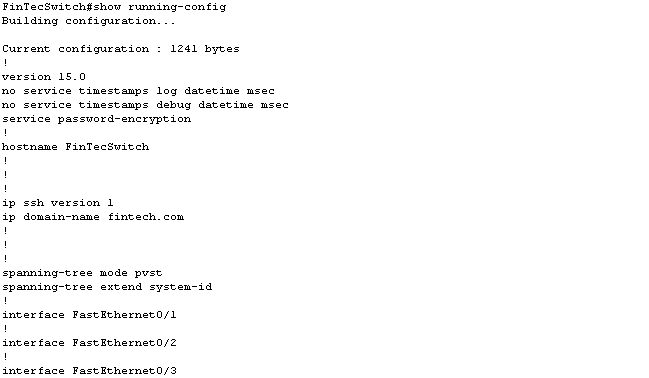 FinTecSwitch#show running-config
Building configuration...
Current configuration : 1241 bytes
!
version 15.0
no service timestamps log datetime msec
no service timestamps debug datetime msec
service password-encryption
!
hostname FinTecSwitch
!
!
!
ip ssh version 1
ip domain-name fintech.com
!
!
!
spanning-tree mode pvst
spanning-tree extend system-id
!
interface FastEthernet0/1
!
interface FastEthernet0/2
!
interface FastEthernet0/3